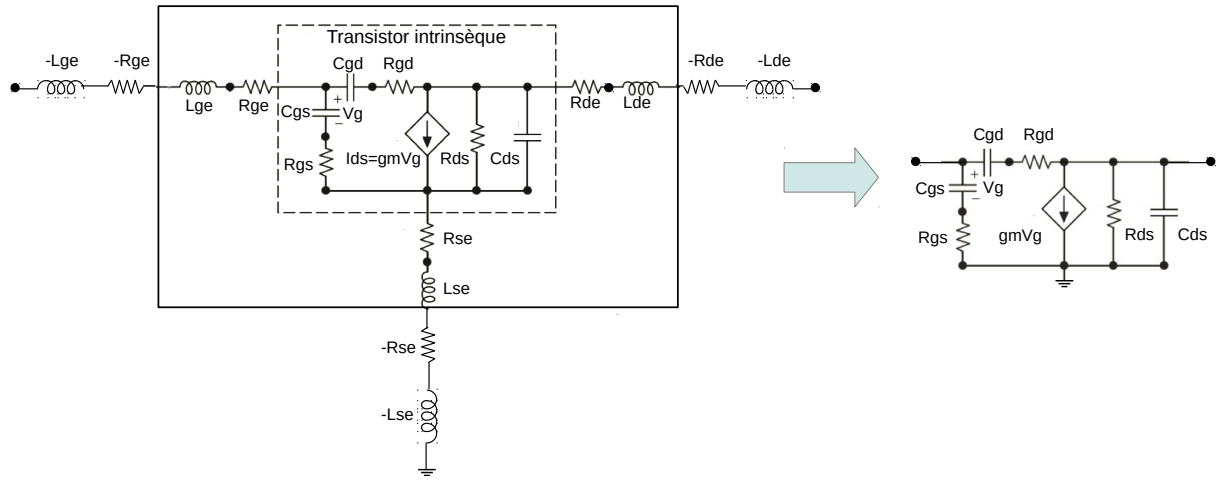 Transistor intrinsèque
-Lge
-Rge
Lge
Rge
Cgd
Rgd
Cgs
+
Vg
−
Rgs
Ids=gmVg
Rds
Cds
Rde
Lde
-Rde
-Lde
Rse
Lse
-Rse
-Lse
Cgd
Rgd
Cgs
+
Vg
−
Rgs
gmVg
Rds
Cds